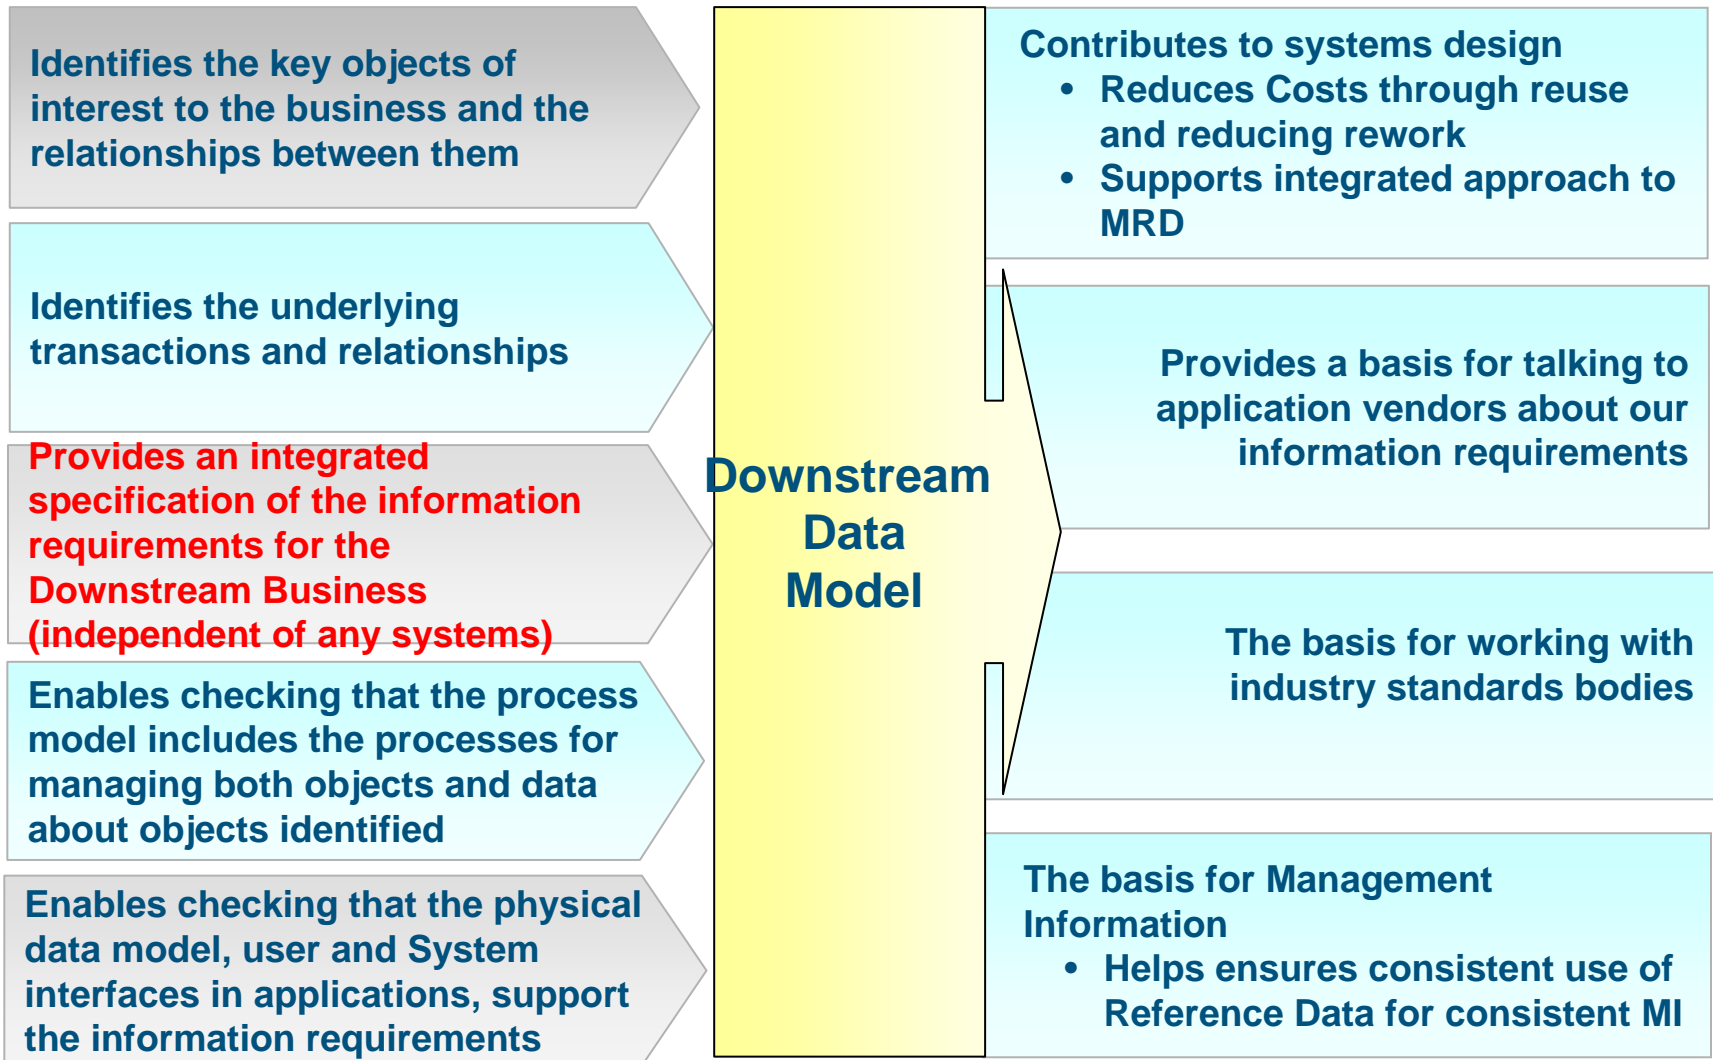 Identifies the key objects of
interest to the business and the
relationships between them
Identifies the underlying
transactions and relationships
Provides an integrated
specification of the information
requirements for the
Downstream Business
(independent of any systems)
Enables checking that the process
model includes the processes for
managing both objects and data
about objects identified
Enables checking that the physical
data model, user and System
interfaces in applications, support
the information requirements
Downstream
Data
Model
Contributes to systems design
• Reduces Costs through reuse
and reducing rework
• Supports integrated approach to
MRD
Provides a basis for talking to
application vendors about our
information requirements
The basis for working with
industry standards bodies
The basis for Management
Information
• Helps ensures consistent use of
Reference Data for consistent MI